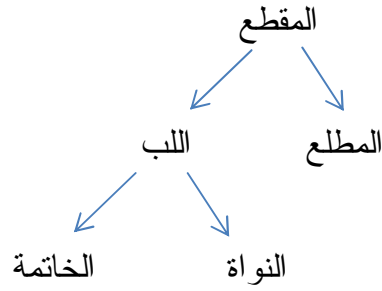 المقطع
المطلع اللب
النواة الخاتمة